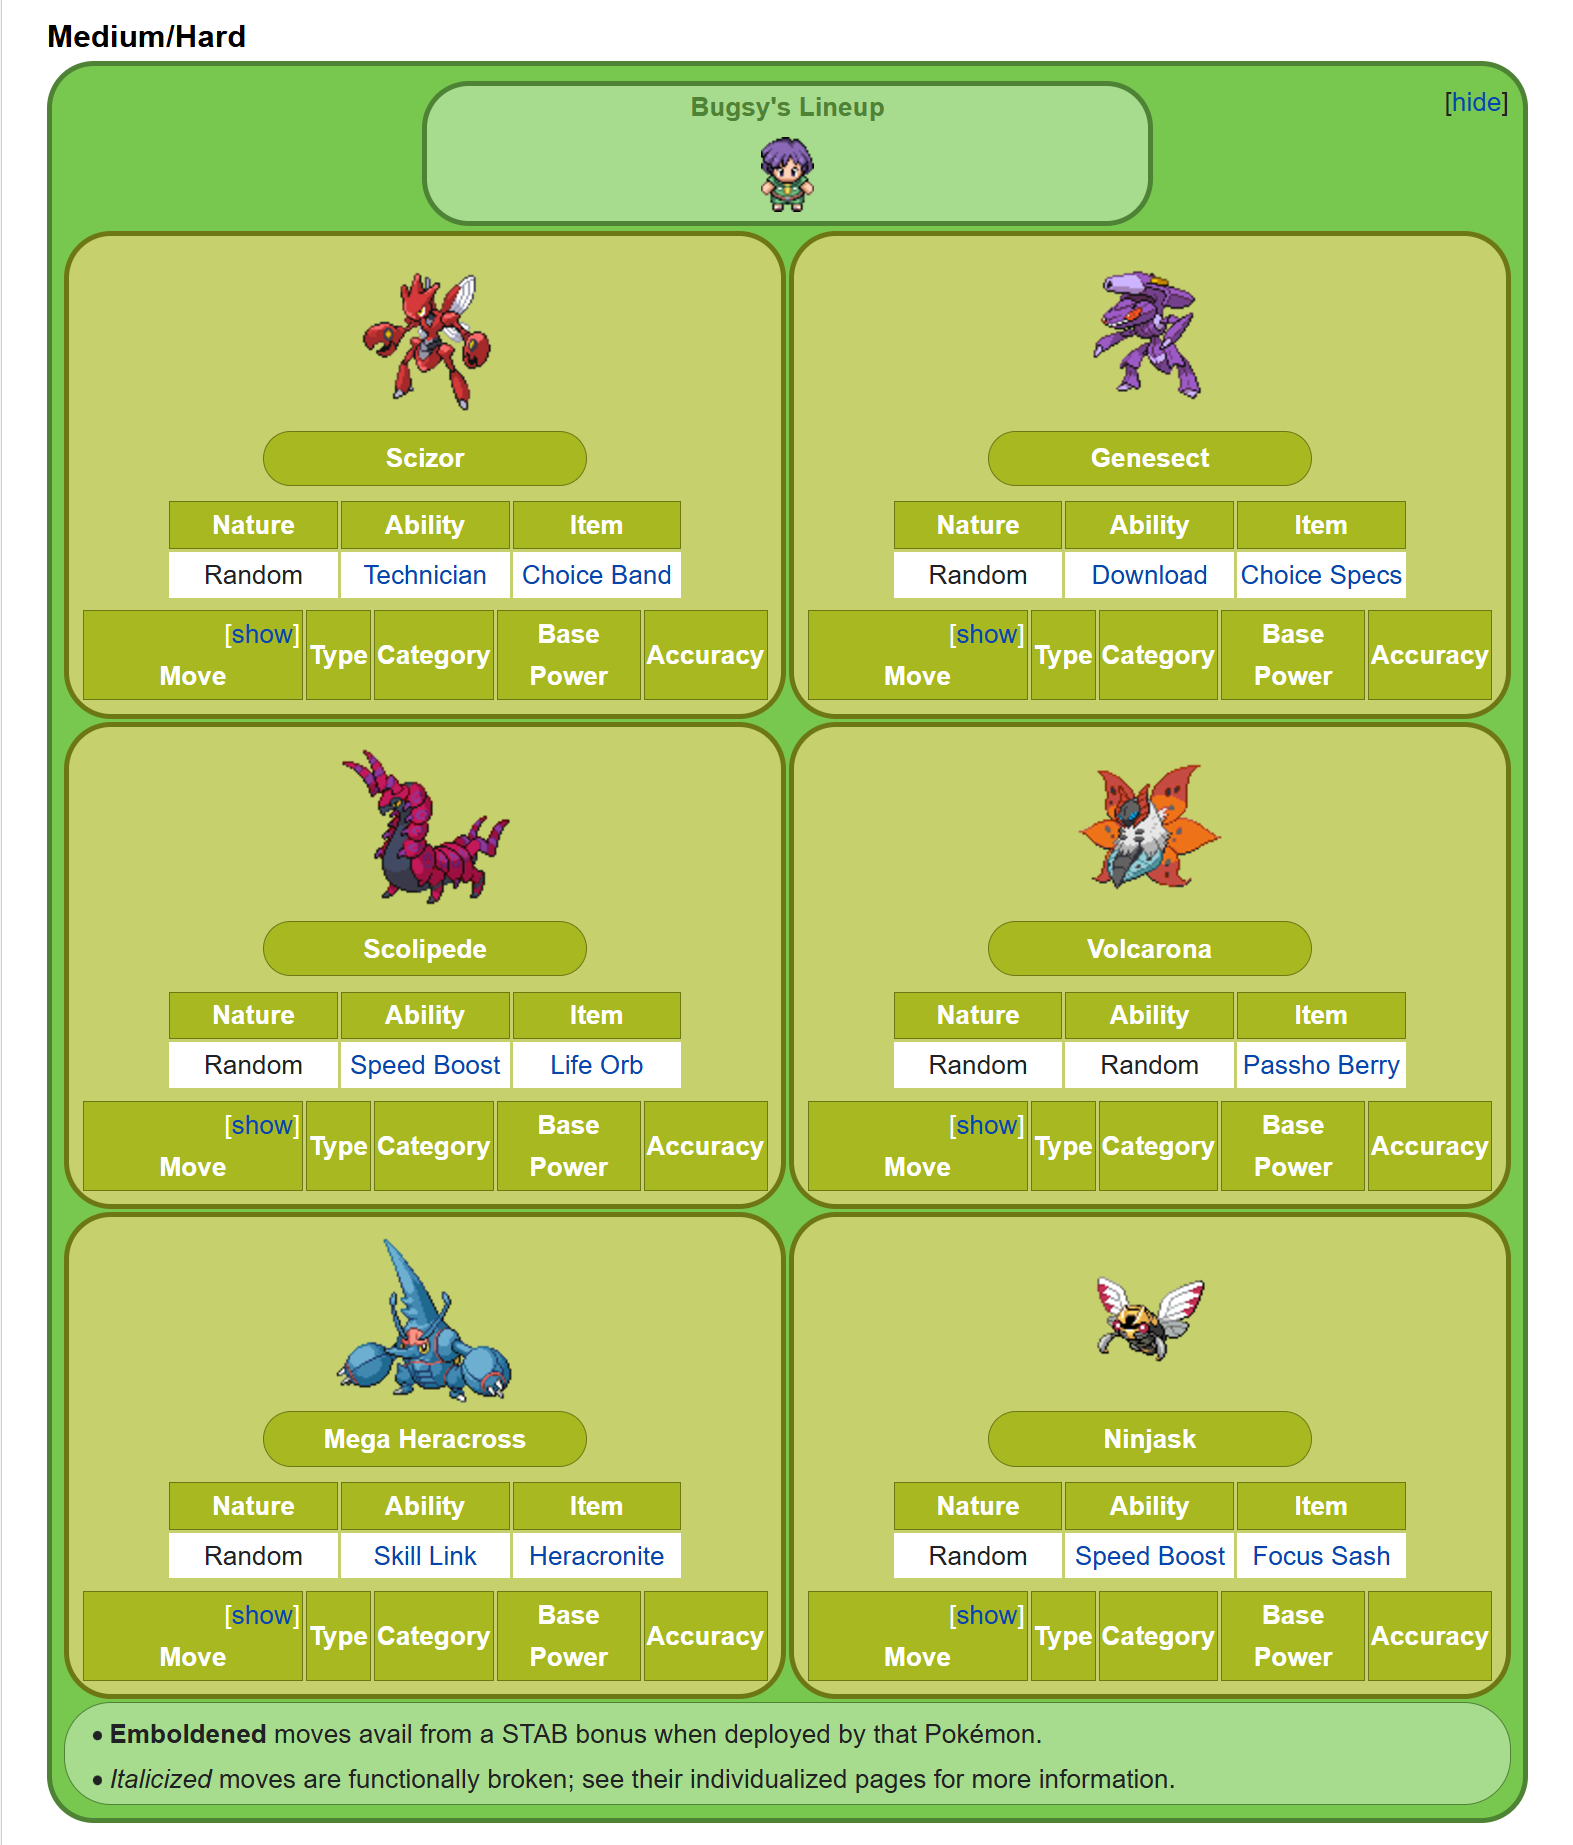 Medium/Hard
Bugsy's Lineup
[hide]
Scizor
Nature Ability Item
Random Technician Choice Band
[show]
Move Type Category Base Power Accuracy
Genesect
Nature Ability Item
Random Download Choice Specs
[show]
Move Type Category Base Power Accuracy
Scolipede
Nature Ability Item
Random Speed Boost Life Orb
[show]
Move Type Category Base Power Accuracy
Volcarona
Nature Ability Item
Random Random Passho Berry
[show]
Move Type Category Base Power Accuracy
Mega Heracross
Nature Ability Item
Random Skill Link Heracronite
[show]
Move Type Category Base Power Accuracy
Ninjask
Nature Ability Item
Random Speed Boost Focus Sash
[show]
Move Type Category Base Power Accuracy
• Emboldened moves avail from a STAB bonus when deployed by that Pokémon.
• Italicized moves are functionally broken; see their individualized pages for more information.